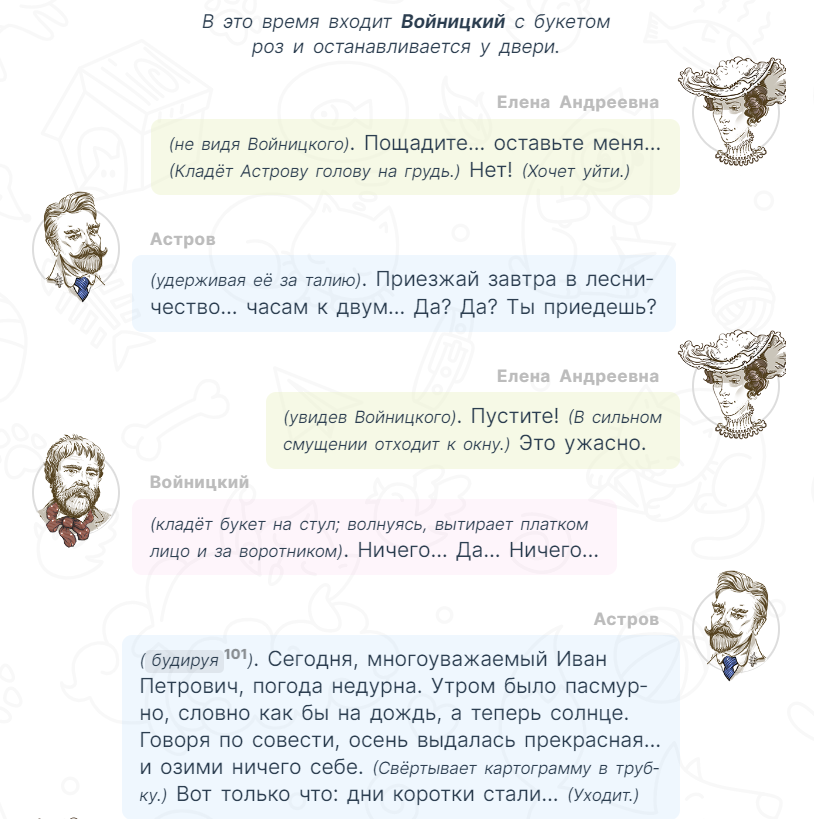 В это время входит Войницкий с букетом
роз и останавливается у двери.
Елена Андреевна
(не видя Войницкого). Пощадите... оставьте меня...
(Кладёт Астрову голову на грудь.) Нет! (Хочет уйти.)
Астров
(удерживая её за талию). Приезжай завтра в лесни-
чество... часам к двум... Да? Да? Ты приедешь?
Елена Андреевна
(увидев Войницкого). Пустите! (В сильном
смущении отходит к окну.) Это ужасно.
Войницкий
(кладёт букет на стул; волнуясь, вытирает платком
лицо и за воротником). Ничего... Да... Ничего...
Астров
(будируя101). Сегодня, многоуважаемый Иван
Петрович, погода недурна. Утром было пасмур-
но, словно как бы на дождь, а теперь солнце.
Говоря по совести, осень выдалась прекрасная...
и озими ничего себе. (Свёртывает картограмму в труб-
ку.) Вот только что: дни коротки стали... (Уходит.)